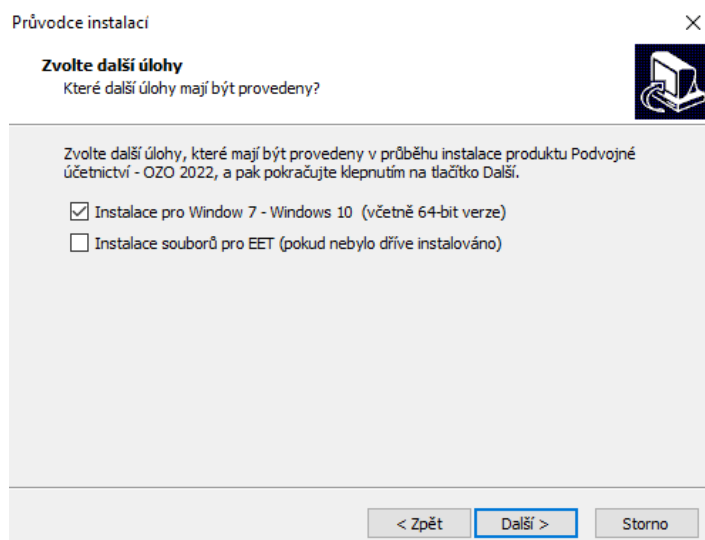 Průvodce instalací
Zvolte další úlohy
Které další úlohy mají být provedeny?
Zvolte další úlohy, které mají být provedeny v průběhu instalace produktu Podvojné
účetnictví - OZO 2022, a pak pokračujte klepnutím na tlačítko Další.
Instalace pro Window 7 - Windows 10 (včetně 64-bit verze)
Instalace souborů pro EET (pokud nebylo dříve instalováno)
< Zpět
Další >
Storno